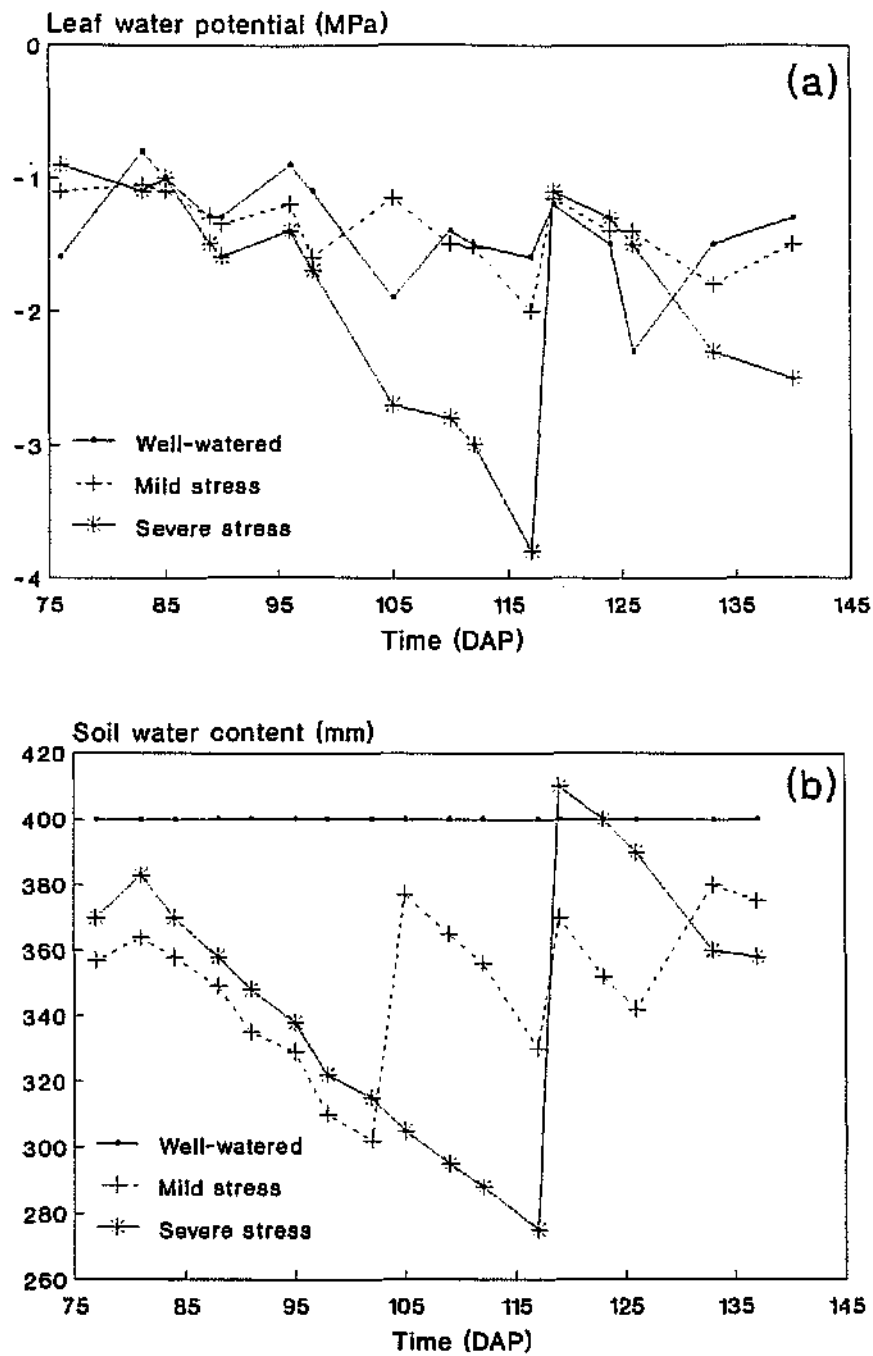 Leaf water potential (MPa)
(a)
0
-1
-2
-3
-4
Well-watered
Mild stress
Severe stress
75 85 95 105 115 125 135 145
Time (DAP)
Soil water content (mm)
(b)
420
400
380
360
340
320
300
280
260
Well-watered
Mild stress
Severe stress
75 85 95 105 115 125 135 145
Time (DAP)